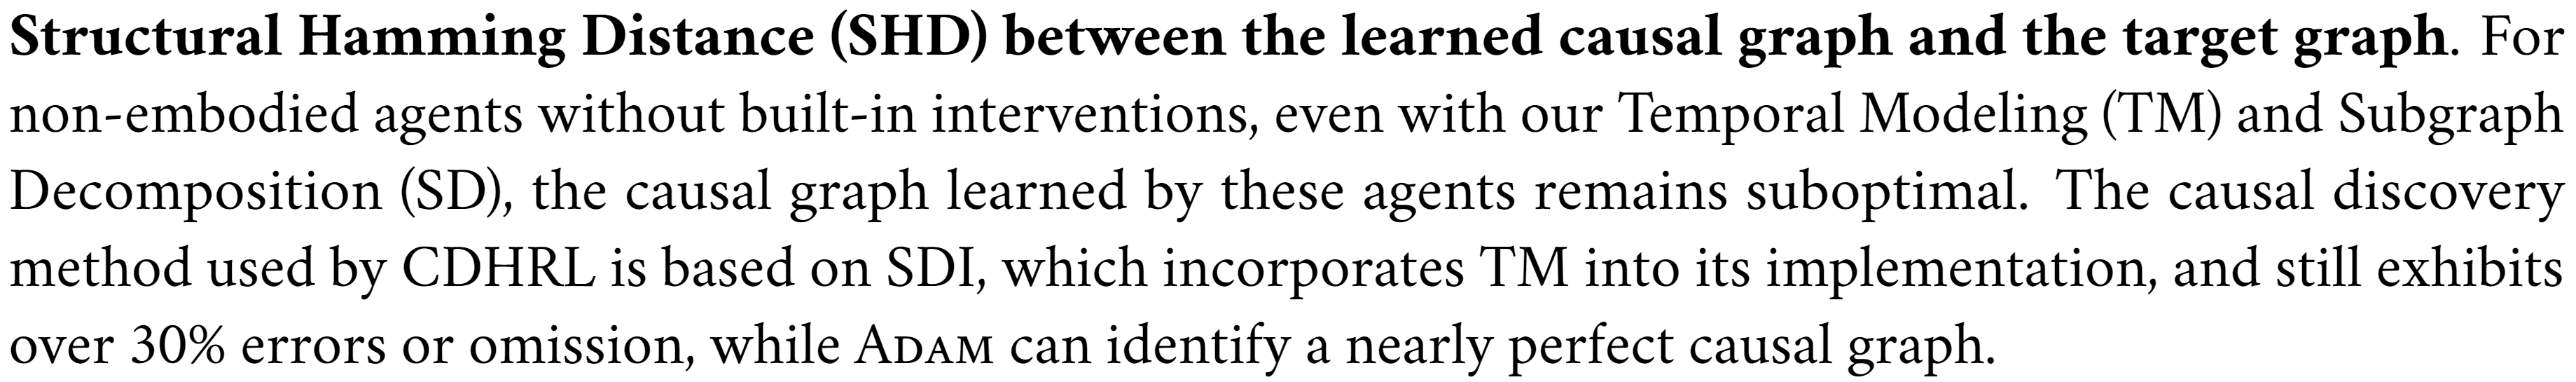 Structural Hamming Distance (SHD) between the learned causal graph and the target graph. For
non-embodied agents without built-in interventions, even with our Temporal Modeling (TM) and Subgraph
Decomposition (SD), the causal graph learned by these agents remains suboptimal. The causal discovery
method used by CDHRL is based on SDI, which incorporates TM into its implementation, and still exhibits
over 30% errors or omission, while ADAM can identify a nearly perfect causal graph.